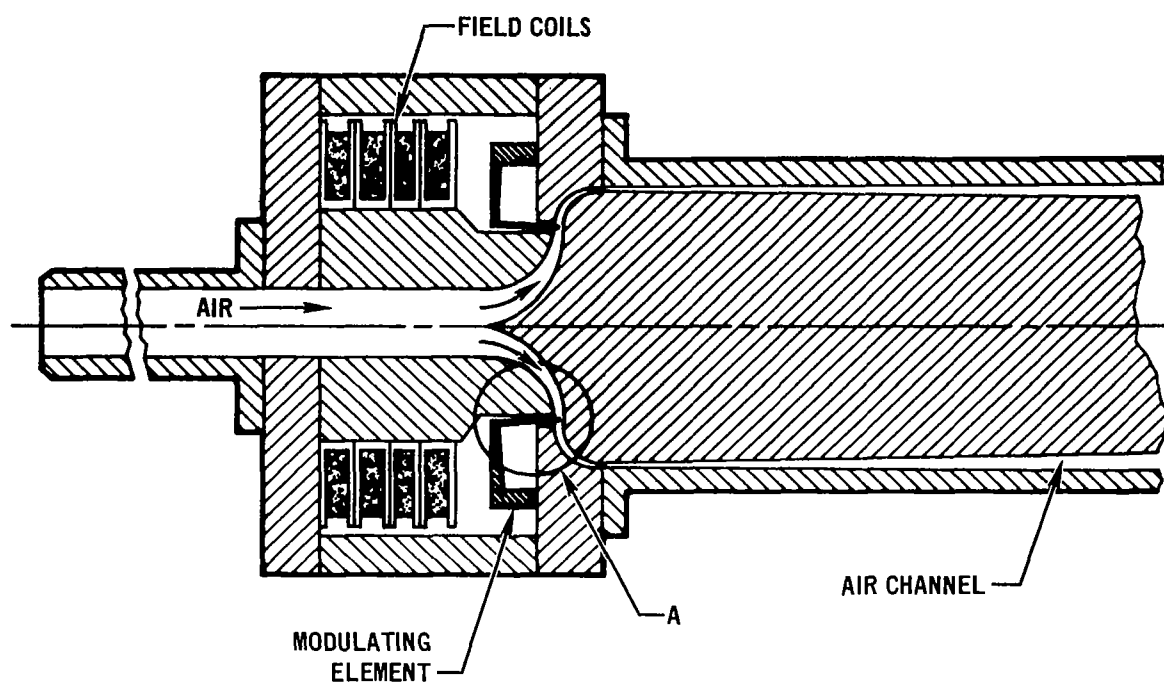 FIELD COILS
AIR
AIR CHANNEL
A
MODULATING
ELEMENT